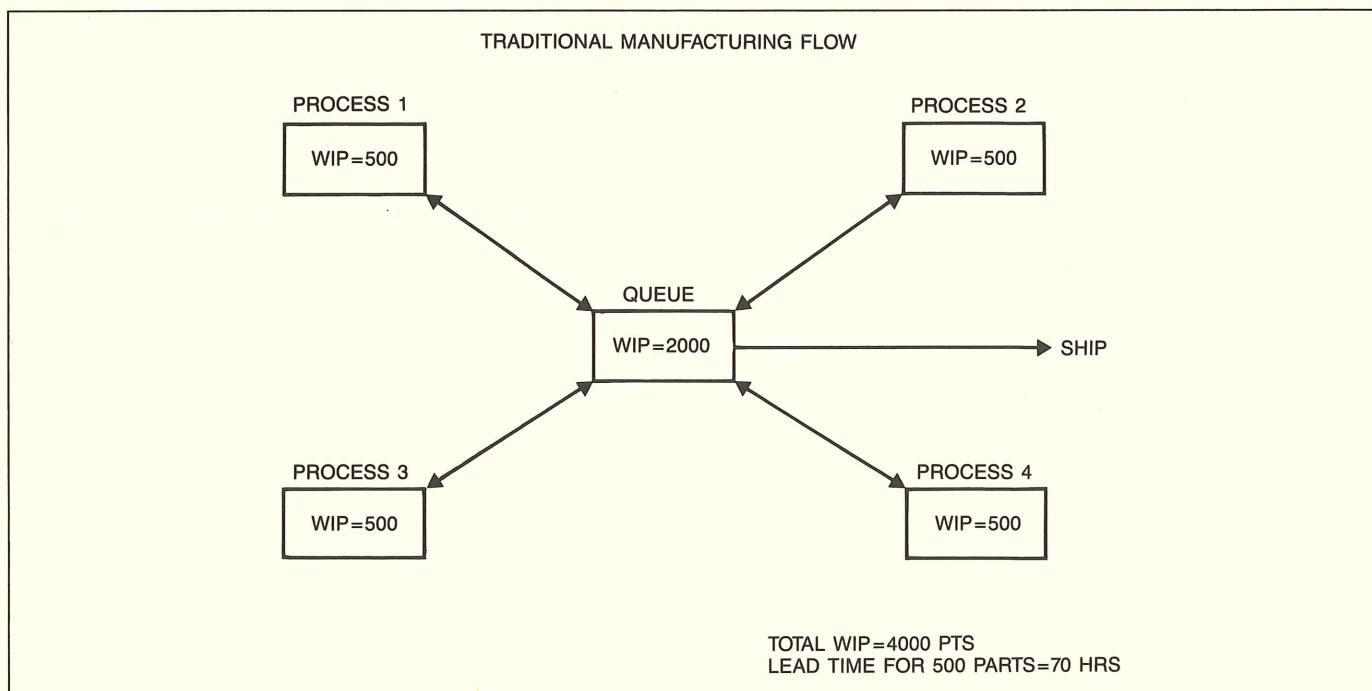 TRADITIONAL MANUFACTURING FLOW
PROCESS 1
WIP=500
PROCESS 2
WIP=500
QUEUE
WIP=2000
SHIP
PROCESS 3
WIP=500
PROCESS 4
WIP=500
TOTAL WIP=4000 PTS
LEAD TIME FOR 500 PARTS=70 HRS